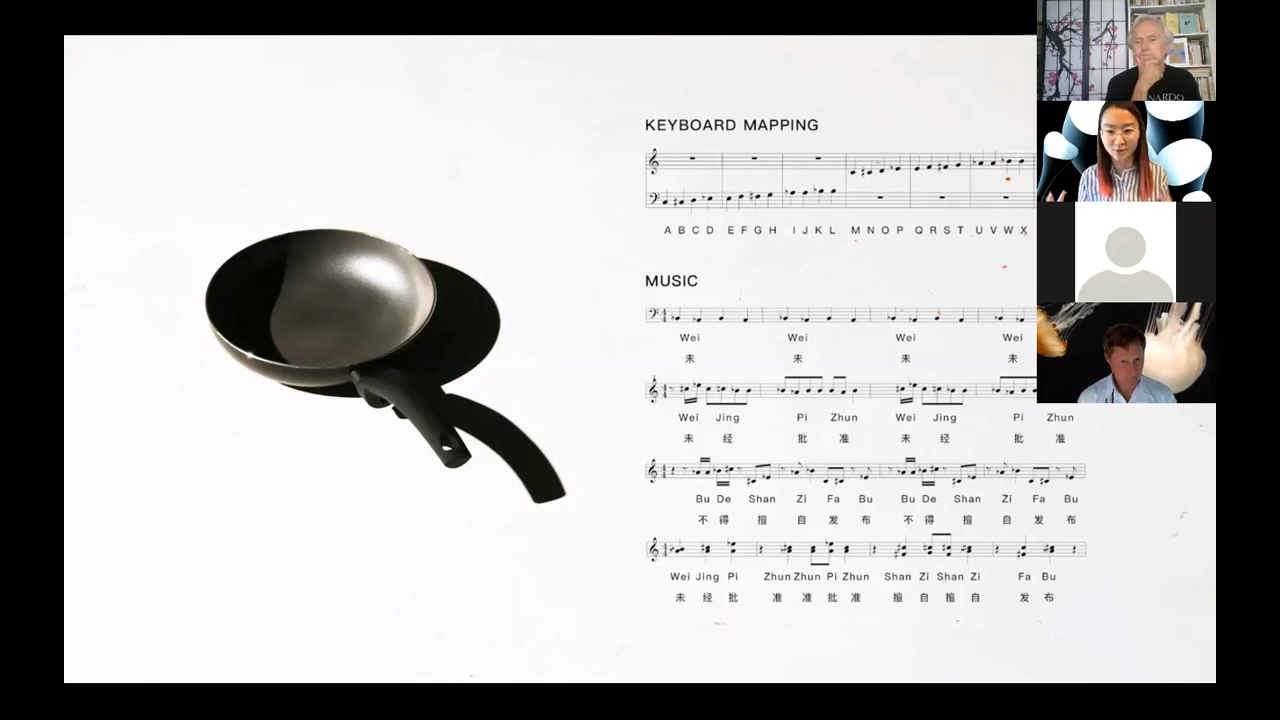 KEYBOARD MAPPING
A B C D E F G H I J K L M N O P Q R S T U V W X
MUSIC
Wei Wei Wei Wei
未 未 未 未
Wei Jing Pi Zhun Wei Jing Pi Zhun
未 经 批 准 未 经 批 准
Bu De Shan Zi Fa Bu Bu De Shan Zi Fa Bu
不 得 擅 自 发 布 不 得 擅 自 发 布
Wei Jing Pi Zhun Zhun Pi Zhun Shan Zi Shan Zi Fa Bu
未 经 批 准 准 批 准 擅 自 擅 自 发 布